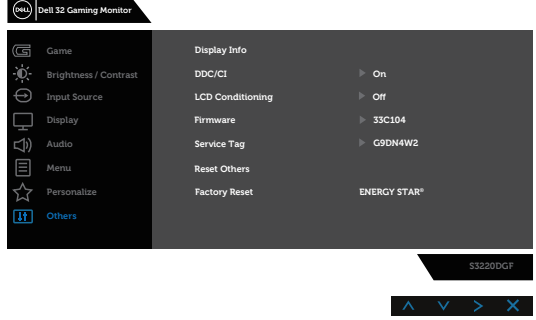 DELL Dell 32 Gaming Monitor
Game
Brightness / Contrast
Input Source
Display
Audio
Menu
Personalize
Others
Display Info
DDC/CI On
LCD Conditioning Off
Firmware 33C104
Service Tag G9DN4W2
Reset Others
Factory Reset ENERGY STAR®
S3220DGF